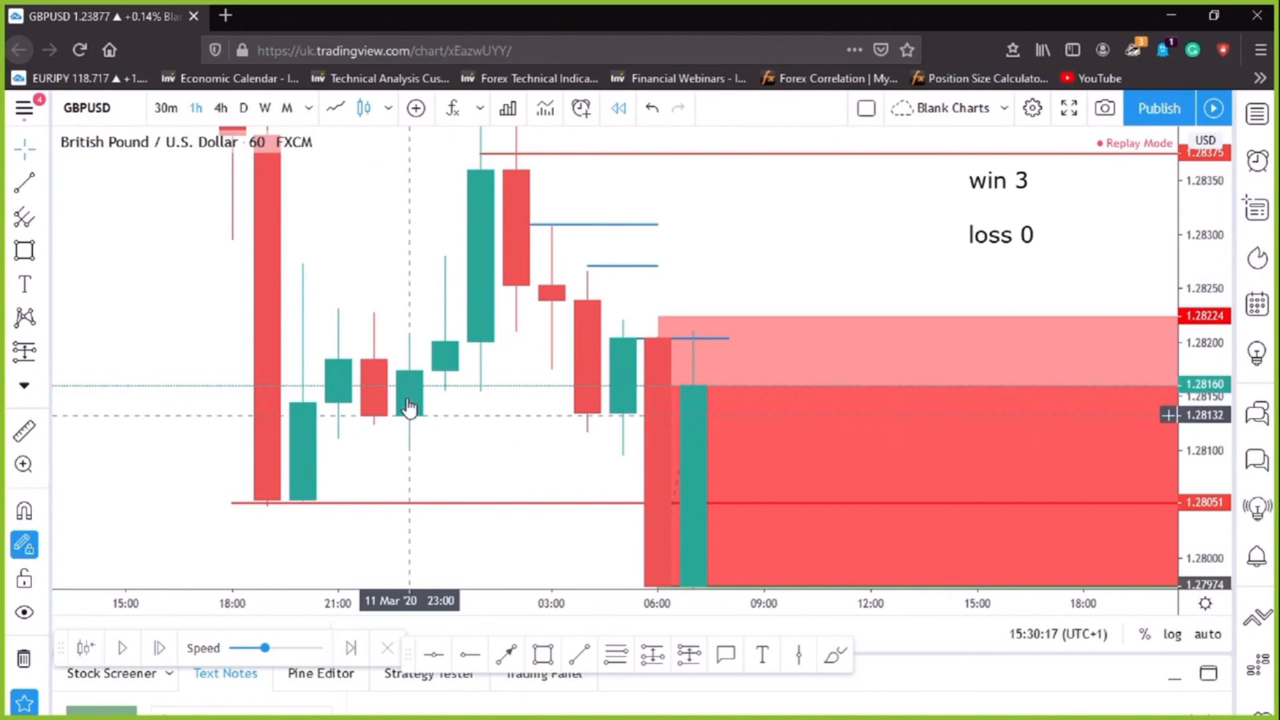 GBPUSD 1.23877 ▲ +0.14% Bla
https://uk.tradingview.com/chart/xEazwUYY/
EURJPY 118.717 ▲ +1.... Economic Calendar - I... Technical Analysis Cus... Forex Technical Indica... Financial Webinars - I... Forex Correlation | My... Position Size Calculato... YouTube
4 GBPUSD 30m 1h 4h D W M Blank Charts Publish
British Pound / U.S. Dollar · 60 · FXCM
Replay Mode
USD
1.28375
win 3
1.28350
loss 0
1.28300
1.28250
1.28224
1.28200
1.28160
1.28150
1.28132
1.28100
1.28051
1.28000
1.27974
15:00 18:00 21:00 11 Mar '20 23:00 03:00 06:00 09:00 12:00 15:00 18:00
15:30:17 (UTC+1) % log auto
Speed
Stock Screener Text Notes Pine Editor Strategy Tester Trading Panel